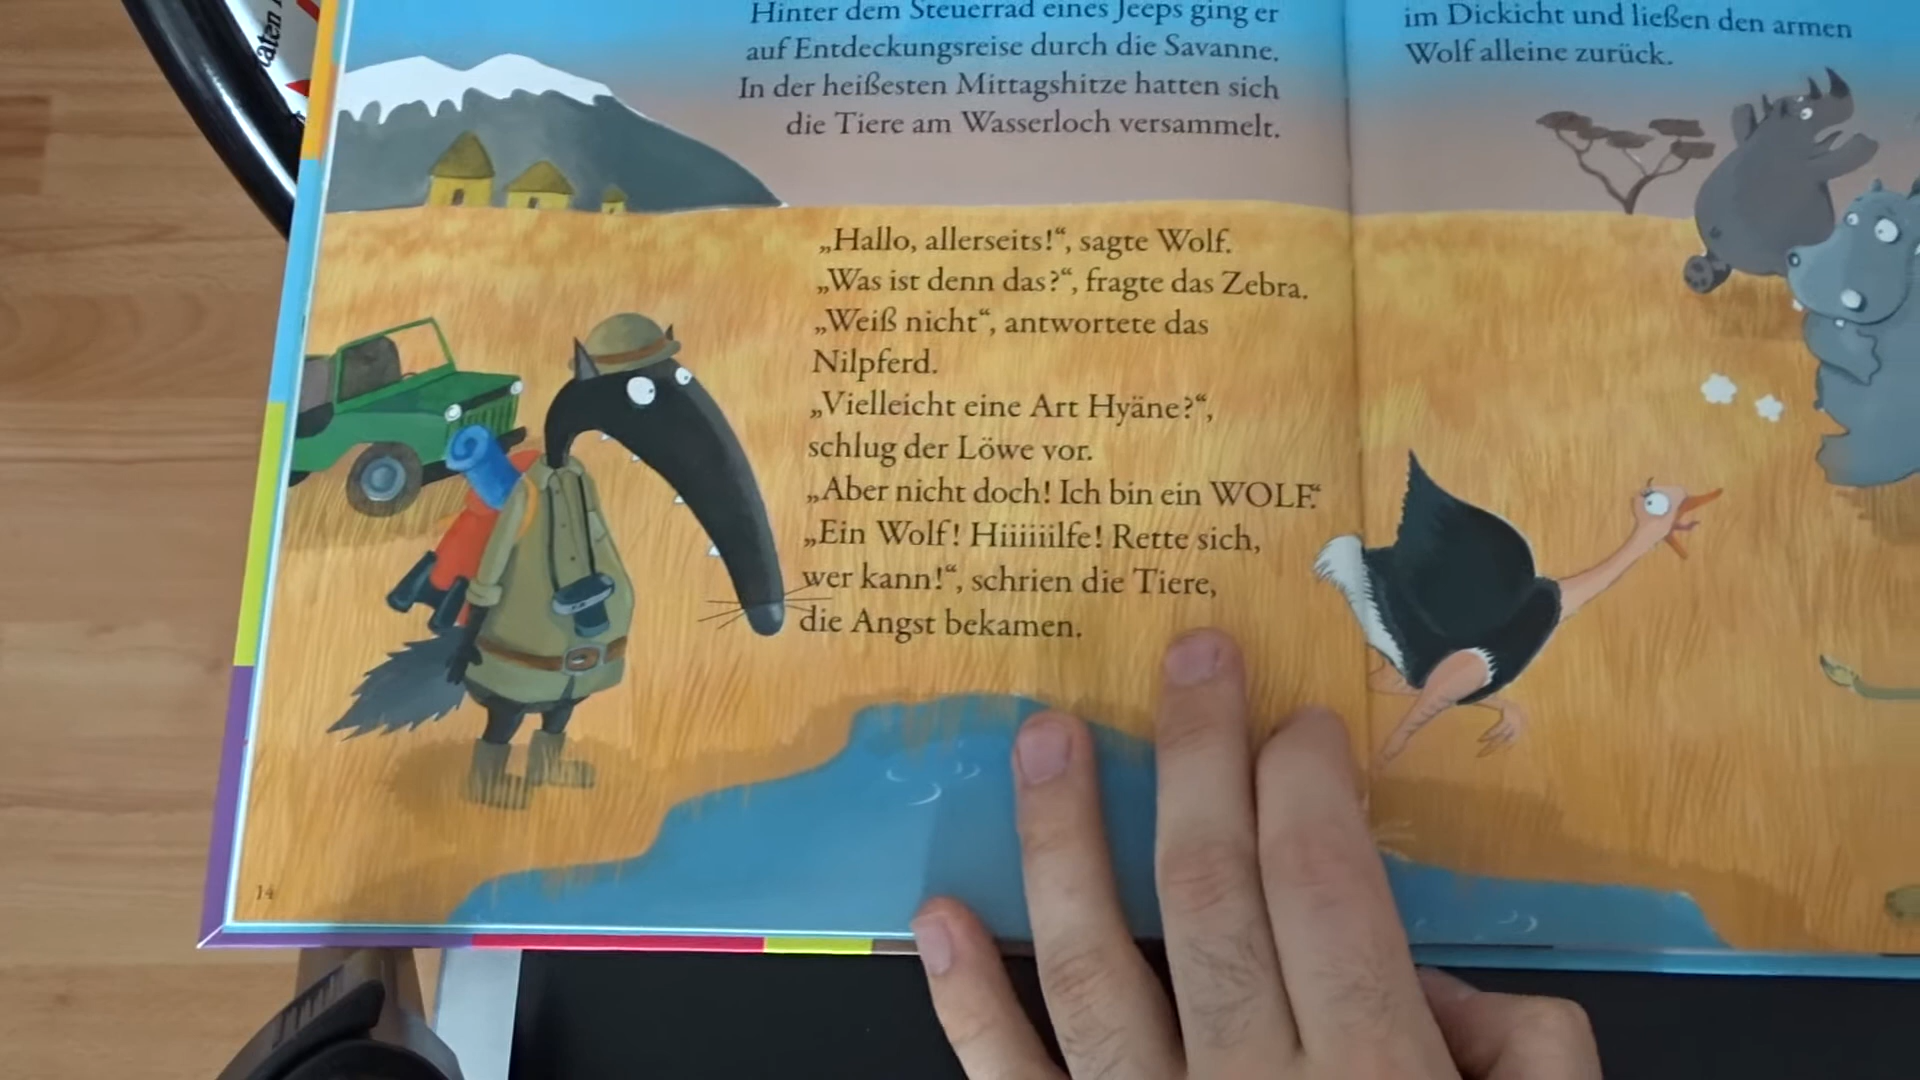 Hinter dem Steuerrad eines Jeeps ging er
auf Entdeckungsreise durch die Savanne.
In der heißesten Mittagshitze hatten sich
die Tiere am Wasserloch versammelt.
„Hallo, allerseits!“, sagte Wolf.
„Was ist denn das?“, fragte das Zebra.
„Weiß nicht“, antwortete das
Nilpferd.
„Vielleicht eine Art Hyäne?“,
schlug der Löwe vor.
„Aber nicht doch! Ich bin ein WOLF.“
„Ein Wolf! Hiiiiiilfe! Rette sich,
wer kann!“, schrien die Tiere,
die Angst bekamen.
14
im Dickicht und ließen den armen
Wolf alleine zurück.